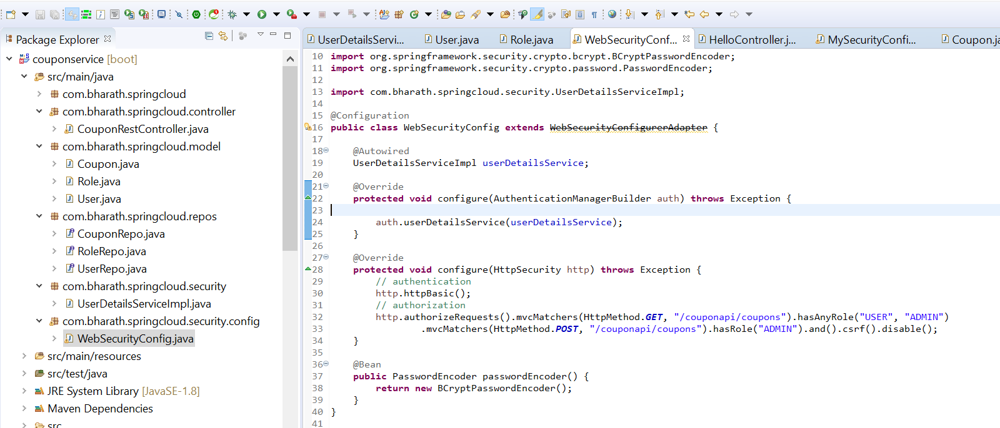 Package Explorer
couponservice [boot]
src/main/java
com.bharath.springcloud
com.bharath.springcloud.controller
CouponRestController.java
com.bharath.springcloud.model
Coupon.java
Role.java
User.java
com.bharath.springcloud.repos
CouponRepo.java
RoleRepo.java
UserRepo.java
com.bharath.springcloud.security
UserDetailsServiceImpl.java
com.bharath.springcloud.security.config
WebSecurityConfig.java
src/main/resources
src/test/java
JRE System Library [JavaSE-1.8]
Maven Dependencies
src
UserDetailsServi... User.java Role.java WebSecurityConf... HelloController.j... MySecurityConfi... Coupon.ja
10 import org.springframework.security.crypto.bcrypt.BCryptPasswordEncoder;
11 import org.springframework.security.crypto.password.PasswordEncoder;
12
13 import com.bharath.springcloud.security.UserDetailsServiceImpl;
14
15 @Configuration
16 public class WebSecurityConfig extends WebSecurityConfigurerAdapter {
17
18 @Autowired
19 UserDetailsServiceImpl userDetailsService;
20
21 @Override
22 protected void configure(AuthenticationManagerBuilder auth) throws Exception {
23
24 auth.userDetailsService(userDetailsService);
25 }
26
27 @Override
28 protected void configure(HttpSecurity http) throws Exception {
29 // authentication
30 http.httpBasic();
31 // authorization
32 http.authorizeRequests().mvcMatchers(HttpMethod.GET, "/couponapi/coupons").hasAnyRole("USER", "ADMIN")
33 .mvcMatchers(HttpMethod.POST, "/couponapi/coupons").hasRole("ADMIN").and().csrf().disable();
34 }
35
36 @Bean
37 public PasswordEncoder passwordEncoder() {
38 return new BCryptPasswordEncoder();
39 }
40 }
41